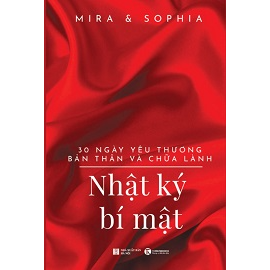 MIRA & SOPHIA
30 NGÀY YÊU THƯƠNG
BẢN THÂN VÀ CHỮA LÀNH
Nhật ký
bí mật